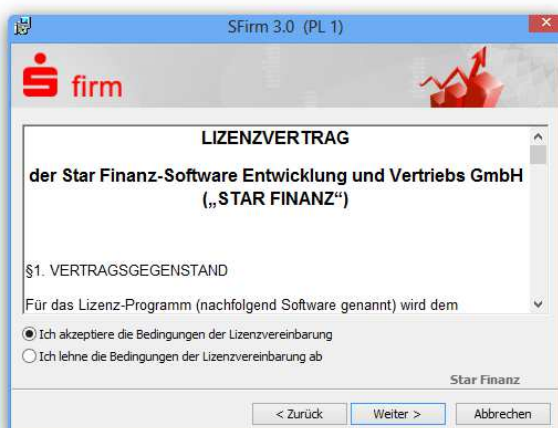 SFirm 3.0 (PL 1)
firm
LIZENZVERTRAG
der Star Finanz-Software Entwicklung und Vertriebs GmbH
(„STAR FINANZ“)
§1. VERTRAGSGEGENSTAND
Für das Lizenz-Programm (nachfolgend Software genannt) wird dem
Ich akzeptiere die Bedingungen der Lizenzvereinbarung
Ich lehne die Bedingungen der Lizenzvereinbarung ab
Star Finanz
< Zurück Weiter > Abbrechen